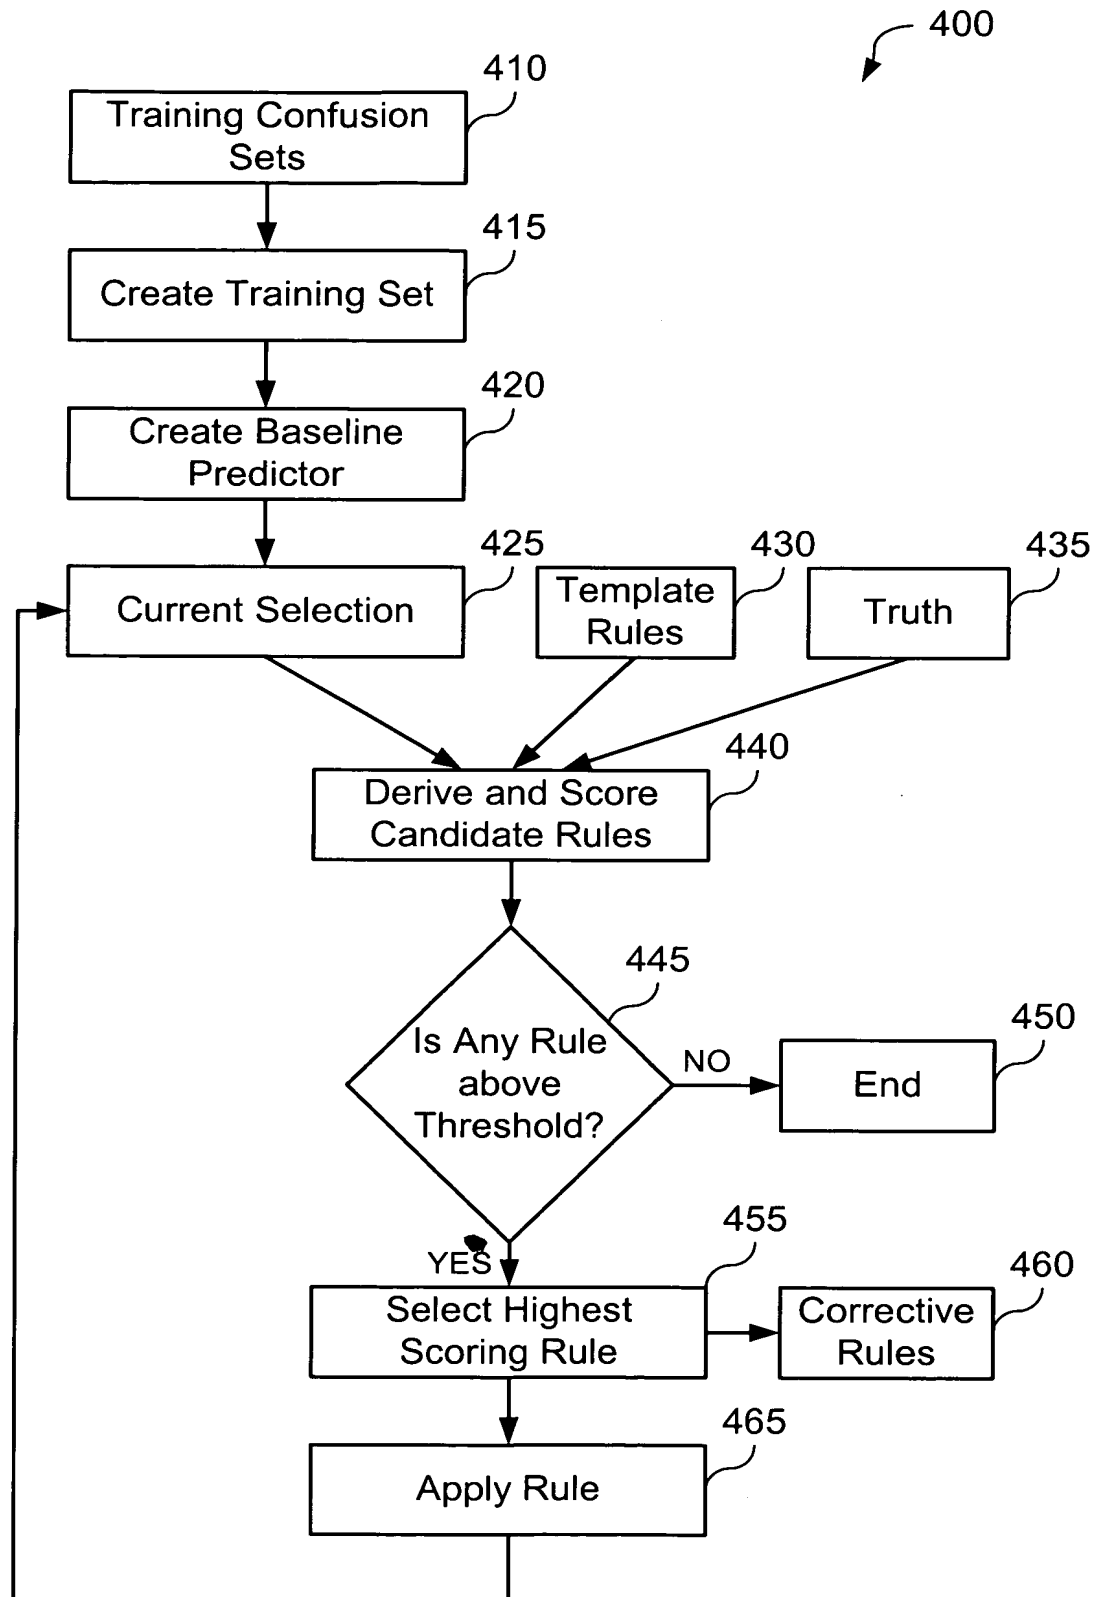 400
410
Training Confusion
Sets
415
Create Training Set
420
Create Baseline
Predictor
425
Current Selection
430
Template
Rules
435
Truth
440
Derive and Score
Candidate Rules
445
Is Any Rule
above
Threshold?
NO
450
End
YES
455
Select Highest
Scoring Rule
460
Corrective
Rules
465
Apply Rule